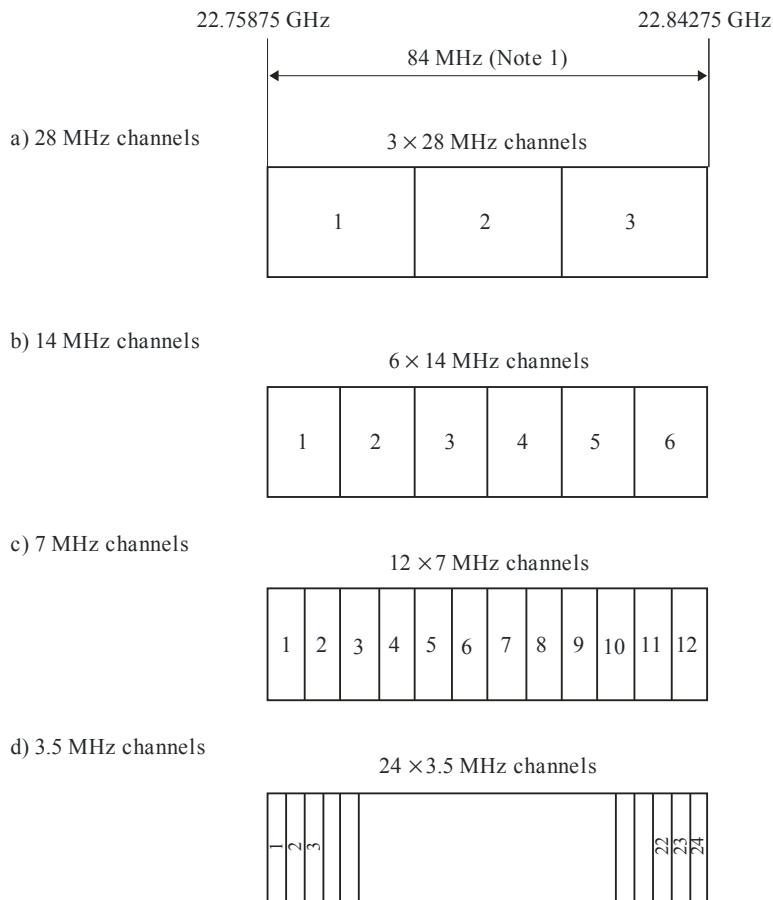 22.75875 GHz 22.84275 GHz
84 MHz (Note 1)
a) 28 MHz channels
3 × 28 MHz channels
1 2 3
b) 14 MHz channels
6 × 14 MHz channels
1 2 3 4 5 6
c) 7 MHz channels
12 × 7 MHz channels
1 2 3 4 5 6 7 8 9 10 11 12
d) 3.5 MHz channels
24 × 3.5 MHz channels
1 2 3 22 23 24